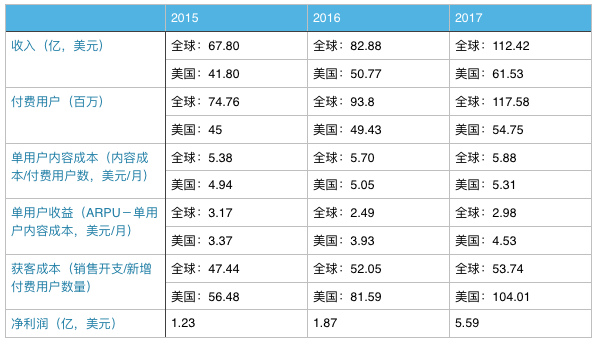 2015 2016 2017
收入（亿，美元） 全球：67.80 全球：82.88 全球：112.42
美国：41.80 美国：50.77 美国：61.53
付费用户（百万） 全球：74.76 全球：93.8 全球：117.58
美国：45 美国：49.43 美国：54.75
单用户内容成本（内容成 全球：5.38 全球：5.70 全球：5.88
本/付费用户数，美元/月） 美国：4.94 美国：5.05 美国：5.31
单用户收益（ARPU－单用 全球：3.17 全球：2.49 全球：2.98
户内容成本，美元/月） 美国：3.37 美国：3.93 美国：4.53
获客成本（销售开支/新增 全球：47.44 全球：52.05 全球：53.74
付费用户数量） 美国：56.48 美国：81.59 美国：104.01
净利润（亿，美元） 1.23 1.87 5.59